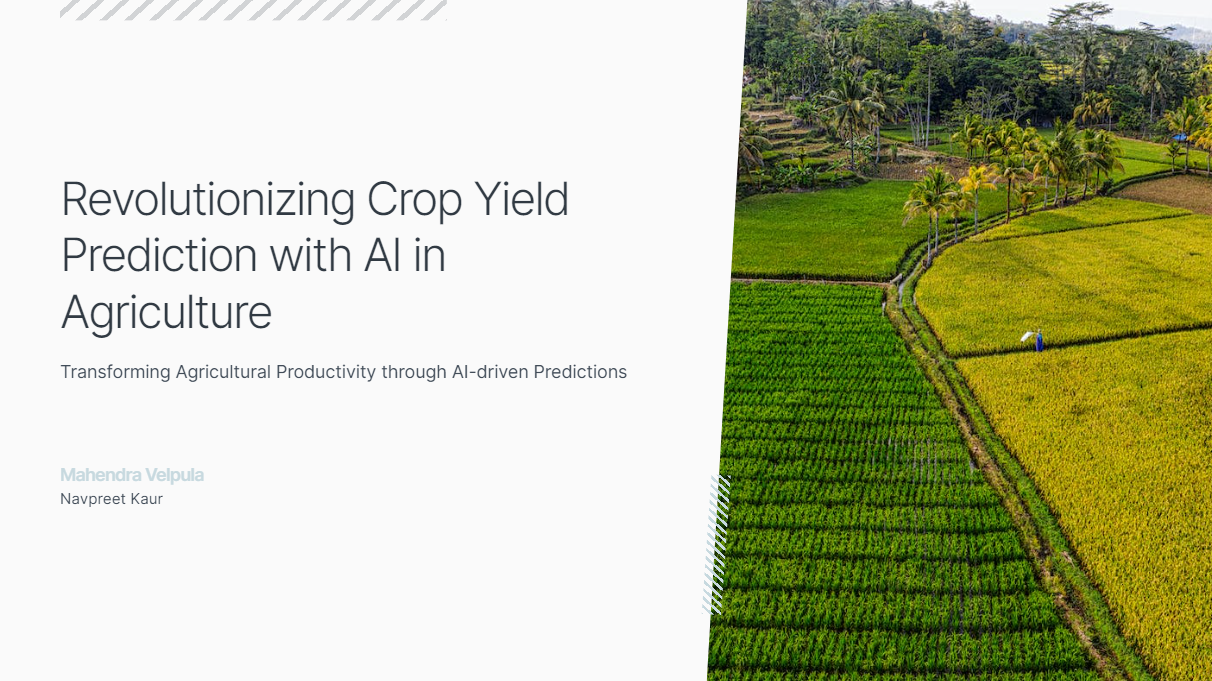 Revolutionizing Crop Yield
Prediction with AI in
Agriculture
Transforming Agricultural Productivity through AI-driven Predictions
Mahendra Velpula
Navpreet Kaur